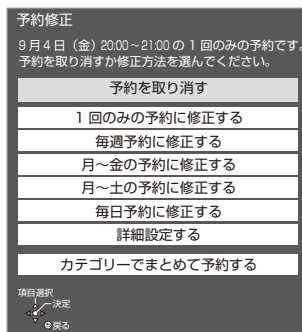 予約修正
9月4日（金）20:00～21:00 の 1 回のみの予約です。
予約を取り消すか修正方法を選んでください。
予約を取り消す
1 回のみの予約に修正する
毎週予約に修正する
月～金の予約に修正する
月～土の予約に修正する
毎日予約に修正する
詳細設定する
カテゴリーでまとめて予約する
項目選択
決定
戻る